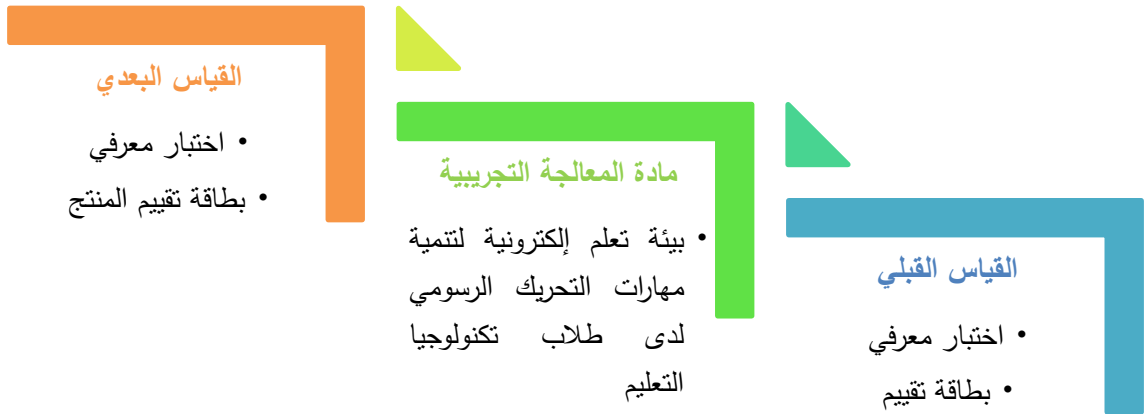 القياس القبلي
• اختبار معرفي
• بطاقة تقييم
مادة المعالجة التجريبية
• بيئة تعلم إلكترونية لتنمية
مهارات التحريك الرسومي
لدى طلاب تكنولوجيا
التعليم
القياس البعدي
• اختبار معرفي
• بطاقة تقييم المنتج